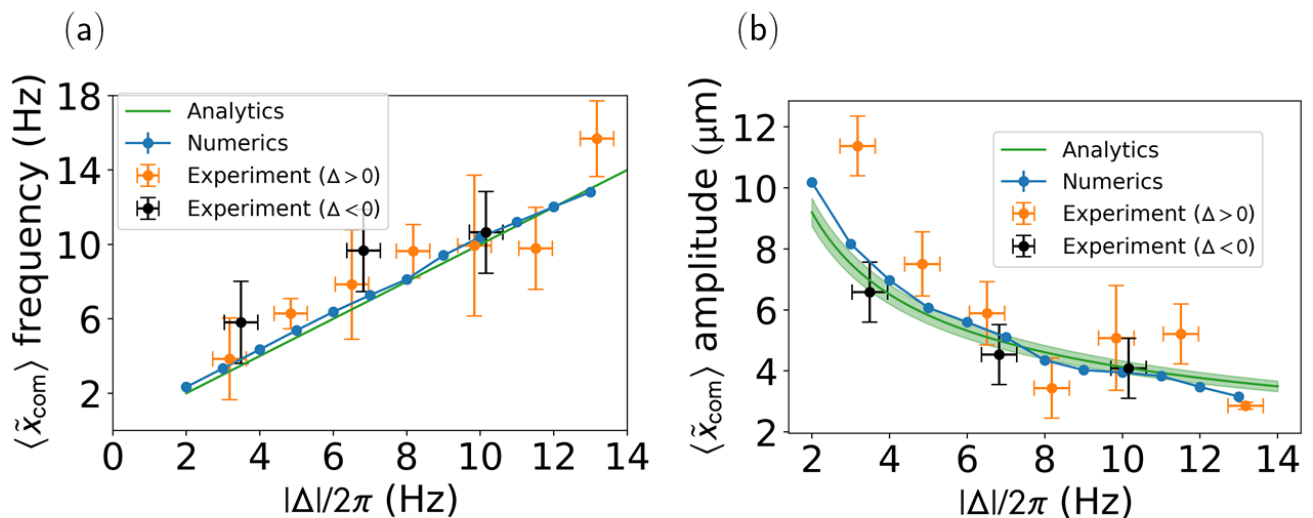 (a)
⟨x̃com⟩ frequency (Hz)
18
14
10
6
2
Analytics
Numerics
Experiment (Δ > 0)
Experiment (Δ < 0)
0 2 4 6 8 10 12 14
|Δ|/2π (Hz)
(b)
⟨x̃com⟩ amplitude (μm)
12
10
8
6
4
2
Analytics
Numerics
Experiment (Δ > 0)
Experiment (Δ < 0)
2 4 6 8 10 12 14
|Δ|/2π (Hz)